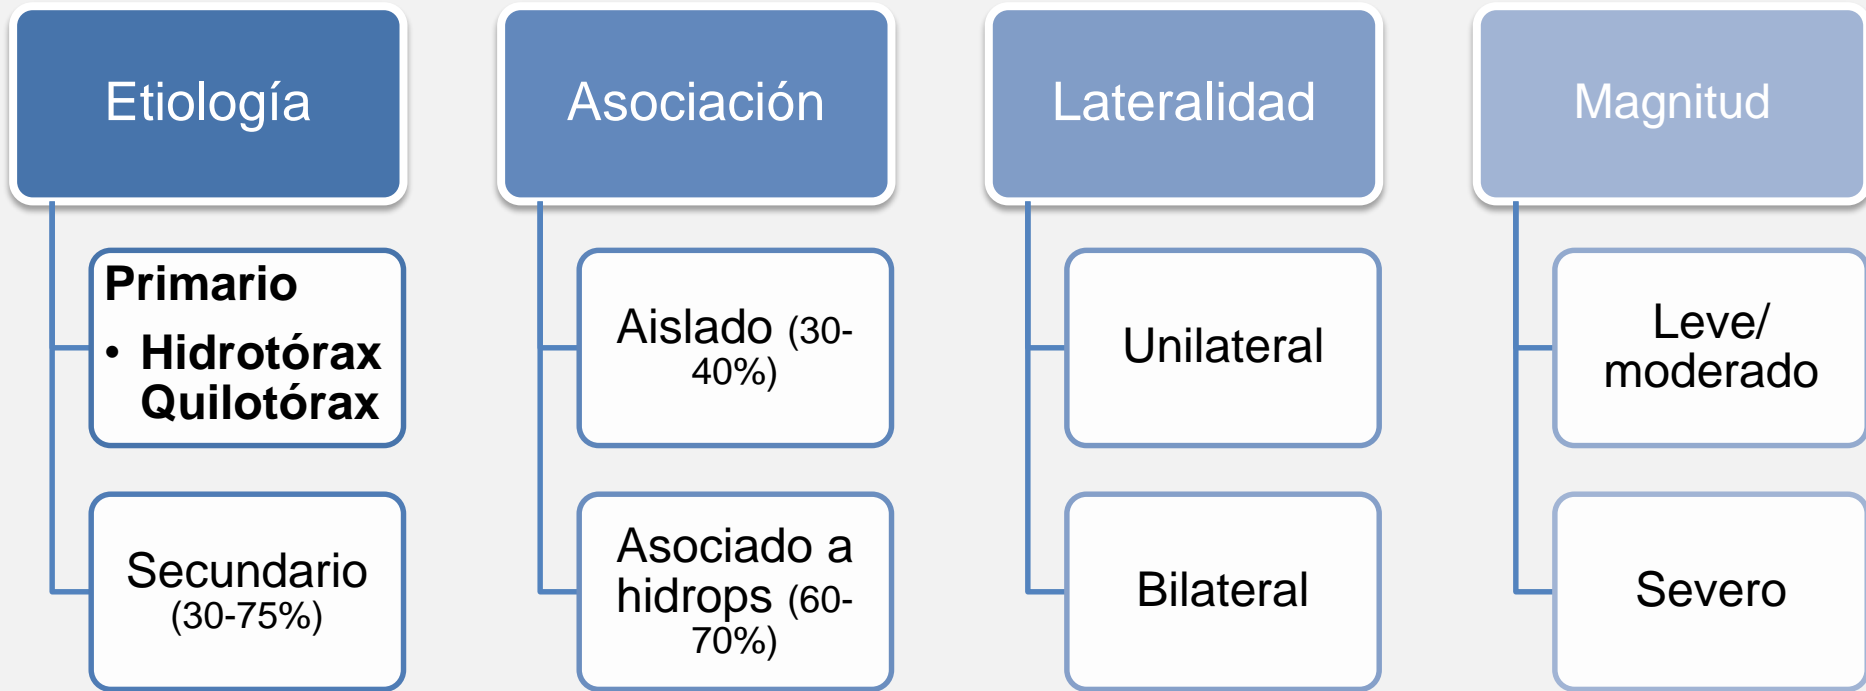 Etiología
Primario
• Hidrotórax
Quilotórax
Secundario
(30-75%)
Asociación
Aislado (30-
40%)
Asociado a
hidrops (60-
70%)
Lateralidad
Unilateral
Bilateral
Magnitud
Leve/
moderado
Severo